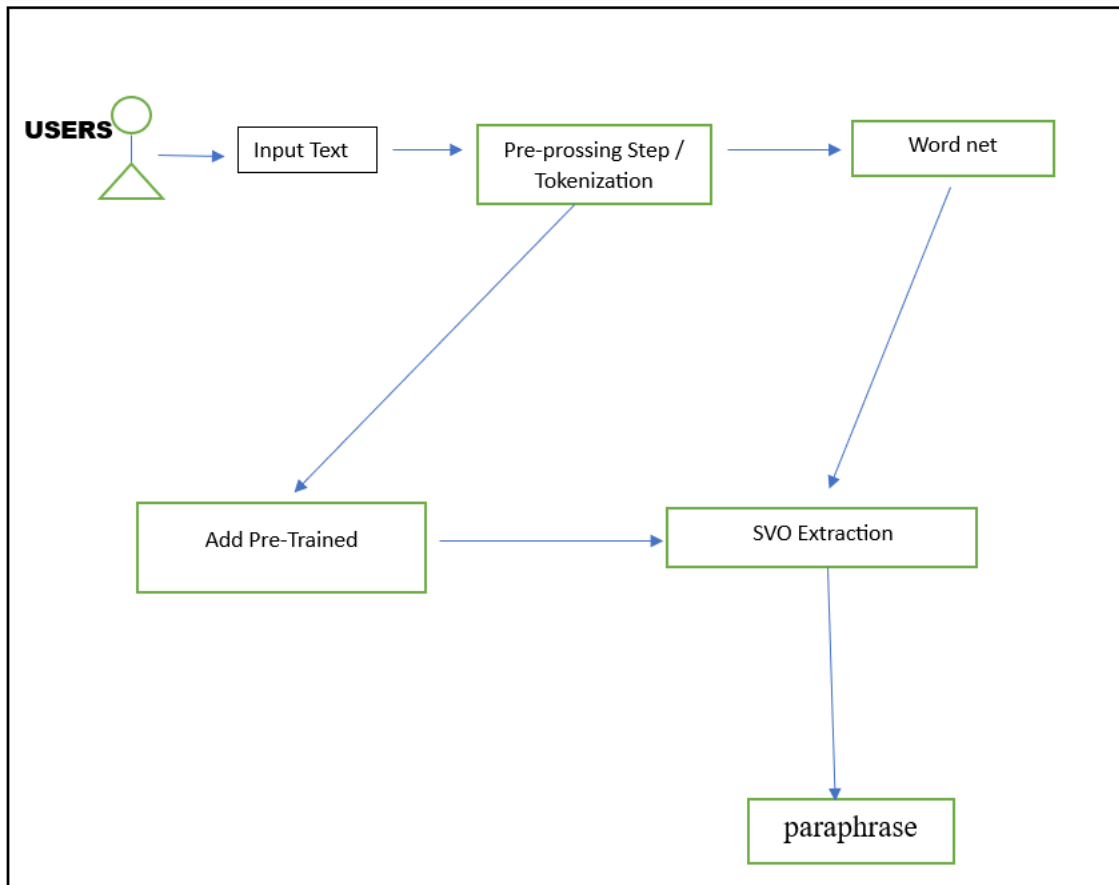 USERS
Input Text
Pre-prossing Step /
Tokenization
Word net
Add Pre-Trained
SVO Extraction
paraphrase